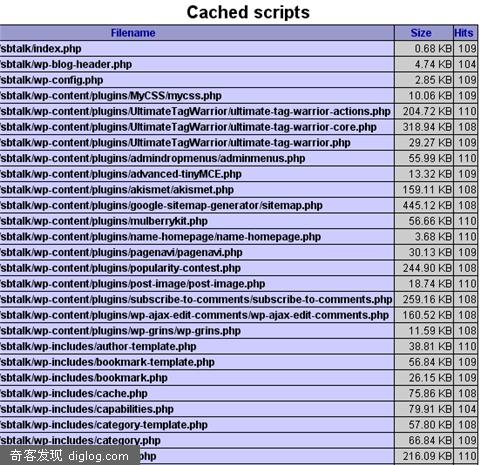 Cached scripts
Filename Size Hits
/sbtalk/index.php 0.68 KB 109
/sbtalk/wp-blog-header.php 4.74 KB 104
/sbtalk/wp-config.php 2.85 KB 109
/sbtalk/wp-content/plugins/MyCSS/mycss.php 10.06 KB 109
/sbtalk/wp-content/plugins/UltimateTagWarrior/ultimate-tag-warrior-actions.php 204.72 KB 110
/sbtalk/wp-content/plugins/UltimateTagWarrior/ultimate-tag-warrior-core.php 318.94 KB 108
/sbtalk/wp-content/plugins/UltimateTagWarrior/ultimate-tag-warrior.php 29.27 KB 109
/sbtalk/wp-content/plugins/admindropmenus/adminmenus.php 55.99 KB 110
/sbtalk/wp-content/plugins/advanced-tinyMCE.php 13.32 KB 109
/sbtalk/wp-content/plugins/akismet/akismet.php 159.11 KB 108
/sbtalk/wp-content/plugins/google-sitemap-generator/sitemap.php 445.12 KB 108
/sbtalk/wp-content/plugins/mulberrykit.php 56.66 KB 110
/sbtalk/wp-content/plugins/name-homepage/name-homepage.php 3.68 KB 110
/sbtalk/wp-content/plugins/pagenavi/pagenavi.php 30.13 KB 109
/sbtalk/wp-content/plugins/popularity-contest.php 244.90 KB 108
/sbtalk/wp-content/plugins/post-image/post-image.php 18.74 KB 110
/sbtalk/wp-content/plugins/subscribe-to-comments/subscribe-to-comments.php 259.16 KB 108
/sbtalk/wp-content/plugins/wp-ajax-edit-comments/wp-ajax-edit-comments.php 160.52 KB 108
/sbtalk/wp-content/plugins/wp-grins/wp-grins.php 11.59 KB 108
/sbtalk/wp-includes/author-template.php 38.81 KB 110
/sbtalk/wp-includes/bookmark-template.php 56.84 KB 109
/sbtalk/wp-includes/bookmark.php 26.15 KB 109
/sbtalk/wp-includes/cache.php 75.86 KB 108
/sbtalk/wp-includes/capabilities.php 79.91 KB 104
/sbtalk/wp-includes/category-template.php 57.80 KB 108
/sbtalk/wp-includes/category.php 66.84 KB 109
.php 216.09 KB 110
奇客发现 diglog.com